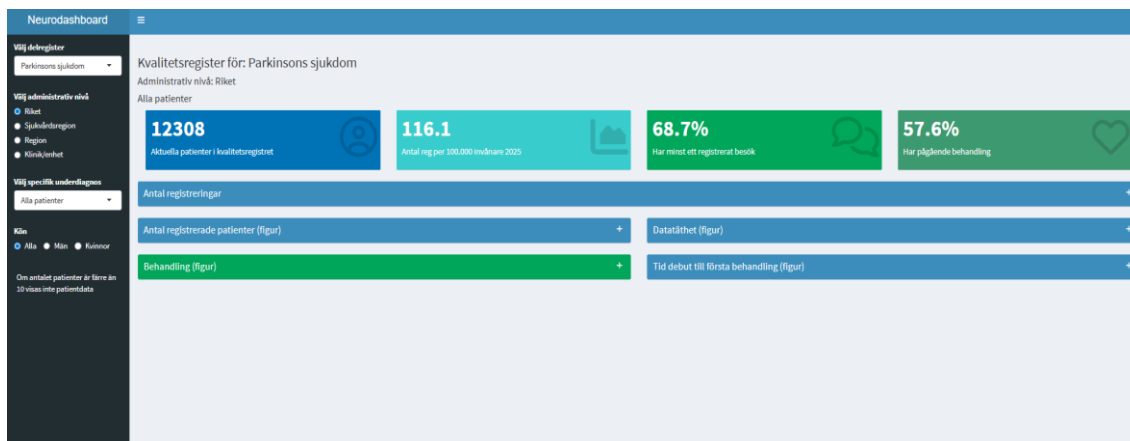 Neurodashboard
Välj delregister
Parkinsons sjukdom
Välj administrativ nivå
Riket
Sjukvårdsregion
Region
Klinik/enhet
Välj specifik underdiagnos
Alla patienter
Kön
Alla Män Kvinnor
Om antalet patienter är färre än
10 visas inte patientdata
Kvalitetsregister för: Parkinsons sjukdom
Administrativ nivå: Riket
Alla patienter
12308
Aktuella patienter i kvalitetsregistret
116.1
Antal reg per 100.000 invånare 2025
68.7%
Har minst ett registrerat besök
57.6%
Har pågående behandling
Antal registreringar
Antal registrerade patienter (figur)
Datatäthet (figur)
Behandling (figur)
Tid debut till första behandling (figur)